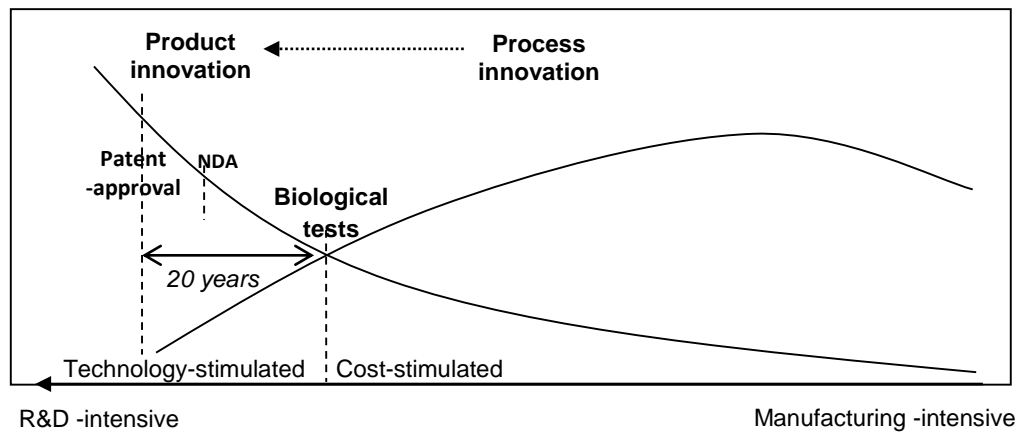 Product
innovation
Process
innovation
Patent
-approval
NDA
Biological
tests
20 years
Technology-stimulated
Cost-stimulated
R&D -intensive
Manufacturing -intensive